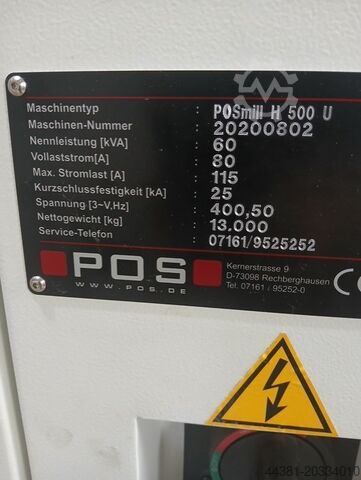 Maschinentyp : POSmill H 500 U
Maschinen-Nummer : 20200802
Nennleistung [kVA] : 60
Vollaststrom[A] : 80
Max. Stromlast [A] : 115
Kurzschlussfestigkeit [kA] : 25
Spannung [3~V,Hz] : 400,50
Nettogewicht [kg] : 13.000
Service-Telefon : 07161/9525252
POS
WWW.POS.DE
Kernerstrasse 9
D-73098 Rechberghausen
Tel. 07161 / 95252-0
CE
44381-20334010